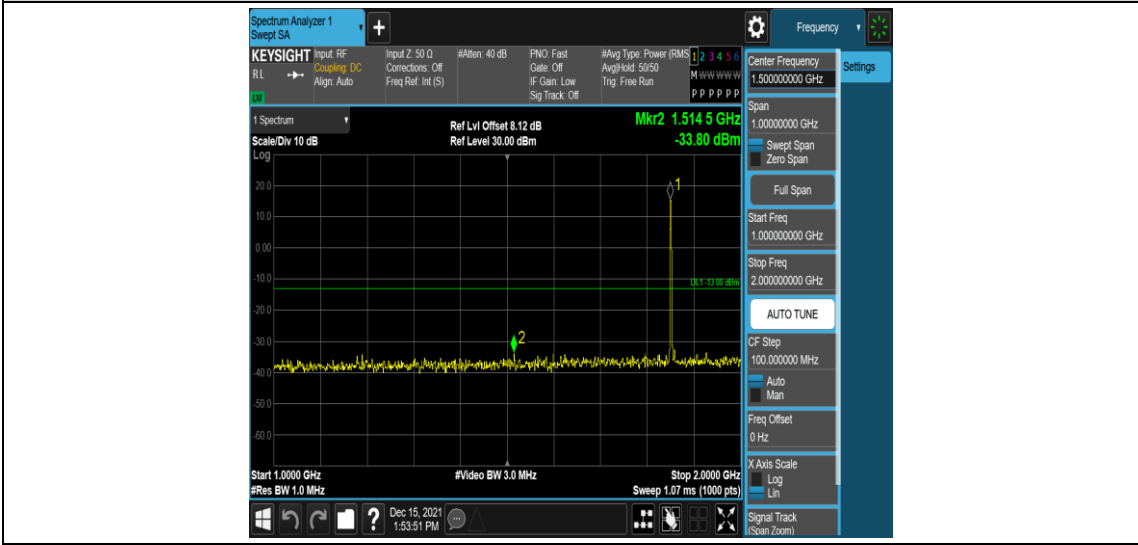 Spectrum Analyzer 1
Swept SA
+
Frequency
KEYSIGHT
RL
LM
Input: RF
Coupling: DC
Align: Auto
Input Z: 50 Ω
Corrections: Off
Freq Ref: Int (S)
#Atten: 40 dB
PNO: Fast
Gate: Off
IF Gain: Low
Sig Track: Off
#Avg Type: Power (RMS
Avg|Hold: 50/50
Trig: Free Run
1 2 3 4 5 6
M W W W W W
P P P P P P
1 Spectrum
Scale/Div 10 dB
Log
Ref Lvl Offset 8.12 dB
Ref Level 30.00 dBm
Mkr2 1.514 5 GHz
-33.80 dBm
20.0
10.0
0.00
-10.0
-20.0
-30.0
-40.0
-50.0
-60.0
1
DL1 -13.00 dBm
2
Start 1.0000 GHz
#Res BW 1.0 MHz
#Video BW 3.0 MHz
Stop 2.0000 GHz
Sweep 1.07 ms (1000 pts)
?
Dec 15, 2021
1:53:51 PM
Center Frequency
1.500000000 GHz
Settings
Span
1.00000000 GHz
Swept Span
Zero Span
Full Span
Start Freq
1.000000000 GHz
Stop Freq
2.000000000 GHz
AUTO TUNE
CF Step
100.000000 MHz
Auto
Man
Freq Offset
0 Hz
X Axis Scale
Log
Lin
Signal Track
(Span Zoom)